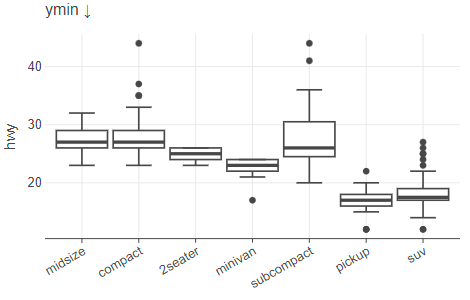 ymin ↓
hwy
40
30
20
midsize
compact
2seater
minivan
subcompact
pickup
suv